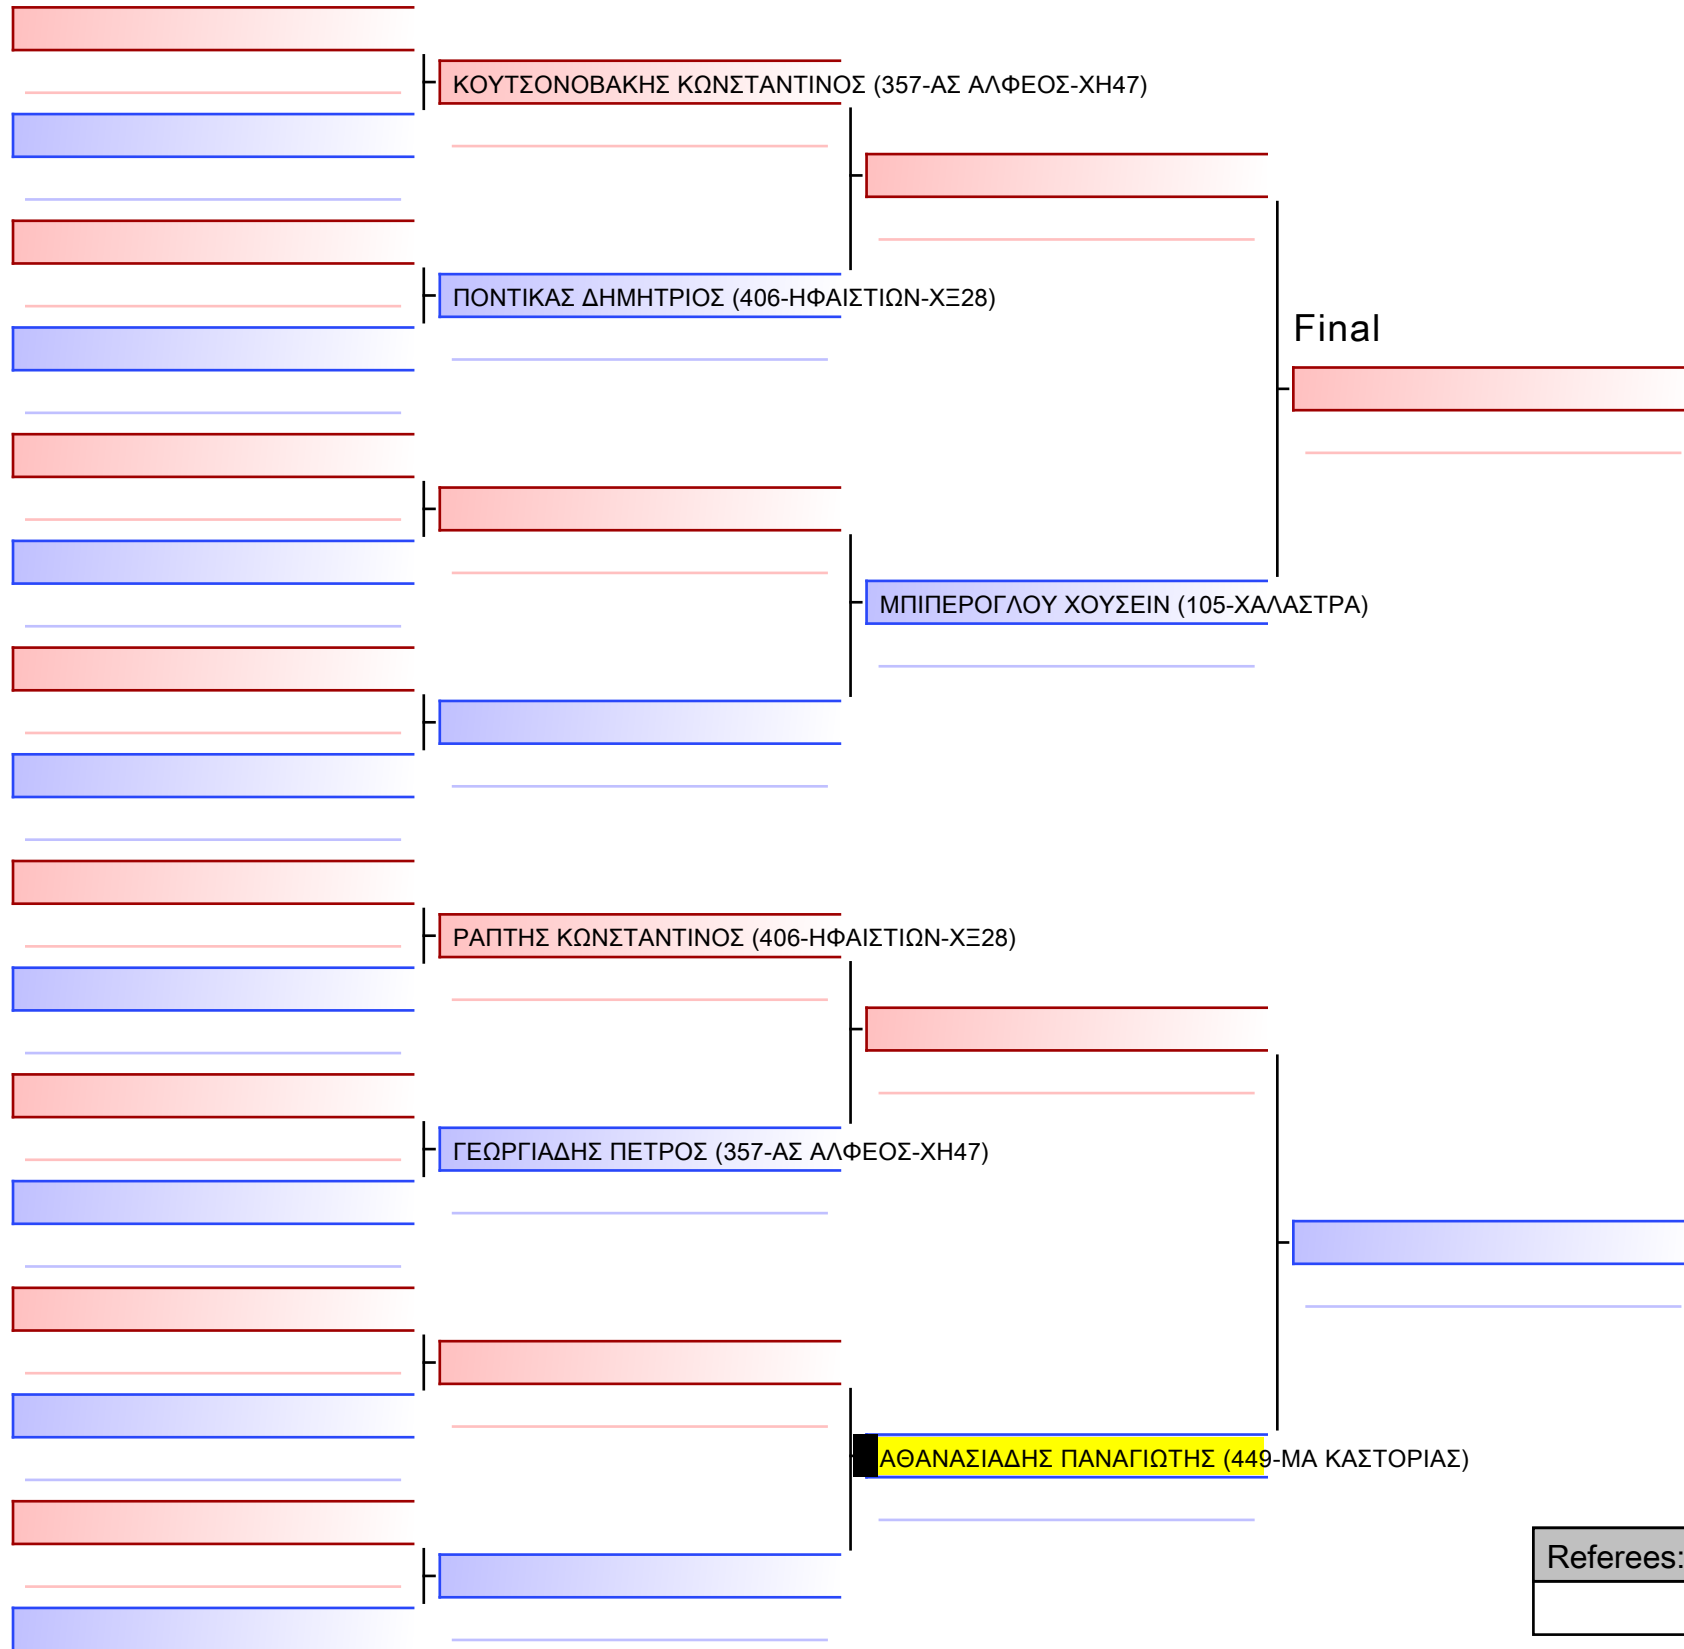 ΚΟΥΤΣΟΝΟΒΑΚΗΣ ΚΩΝΣΤΑΝΤΙΝΟΣ (357-ΑΣ ΑΛΦΕΟΣ-ΧΗ47)
ΠΟΝΤΙΚΑΣ ΔΗΜΗΤΡΙΟΣ (406-ΗΦΑΙΣΤΙΩΝ-ΧΞ28)
Final
ΜΠΙΠΕΡΟΓΛΟΥ ΧΟΥΣΕΙΝ (105-ΧΑΛΑΣΤΡΑ)
ΡΑΠΤΗΣ ΚΩΝΣΤΑΝΤΙΝΟΣ (406-ΗΦΑΙΣΤΙΩΝ-ΧΞ28)
ΓΕΩΡΓΙΑΔΗΣ ΠΕΤΡΟΣ (357-ΑΣ ΑΛΦΕΟΣ-ΧΗ47)
ΑΘΑΝΑΣΙΑΔΗΣ ΠΑΝΑΓΙΩΤΗΣ (449-ΜΑ ΚΑΣΤΟΡΙΑΣ)
Referees: